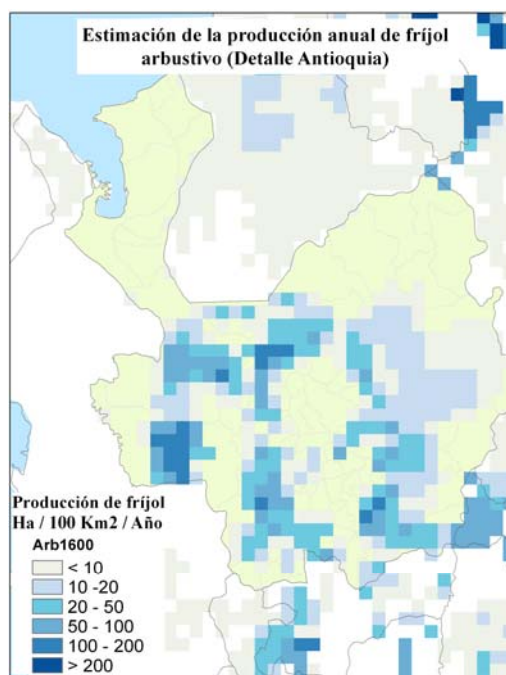 Estimación de la producción anual de fríjol
arbustivo (Detalle Antioquia)
Producción de fríjol
Ha / 100 Km2 / Año
Arb1600
< 10
10 -20
20 - 50
50 - 100
100 - 200
> 200